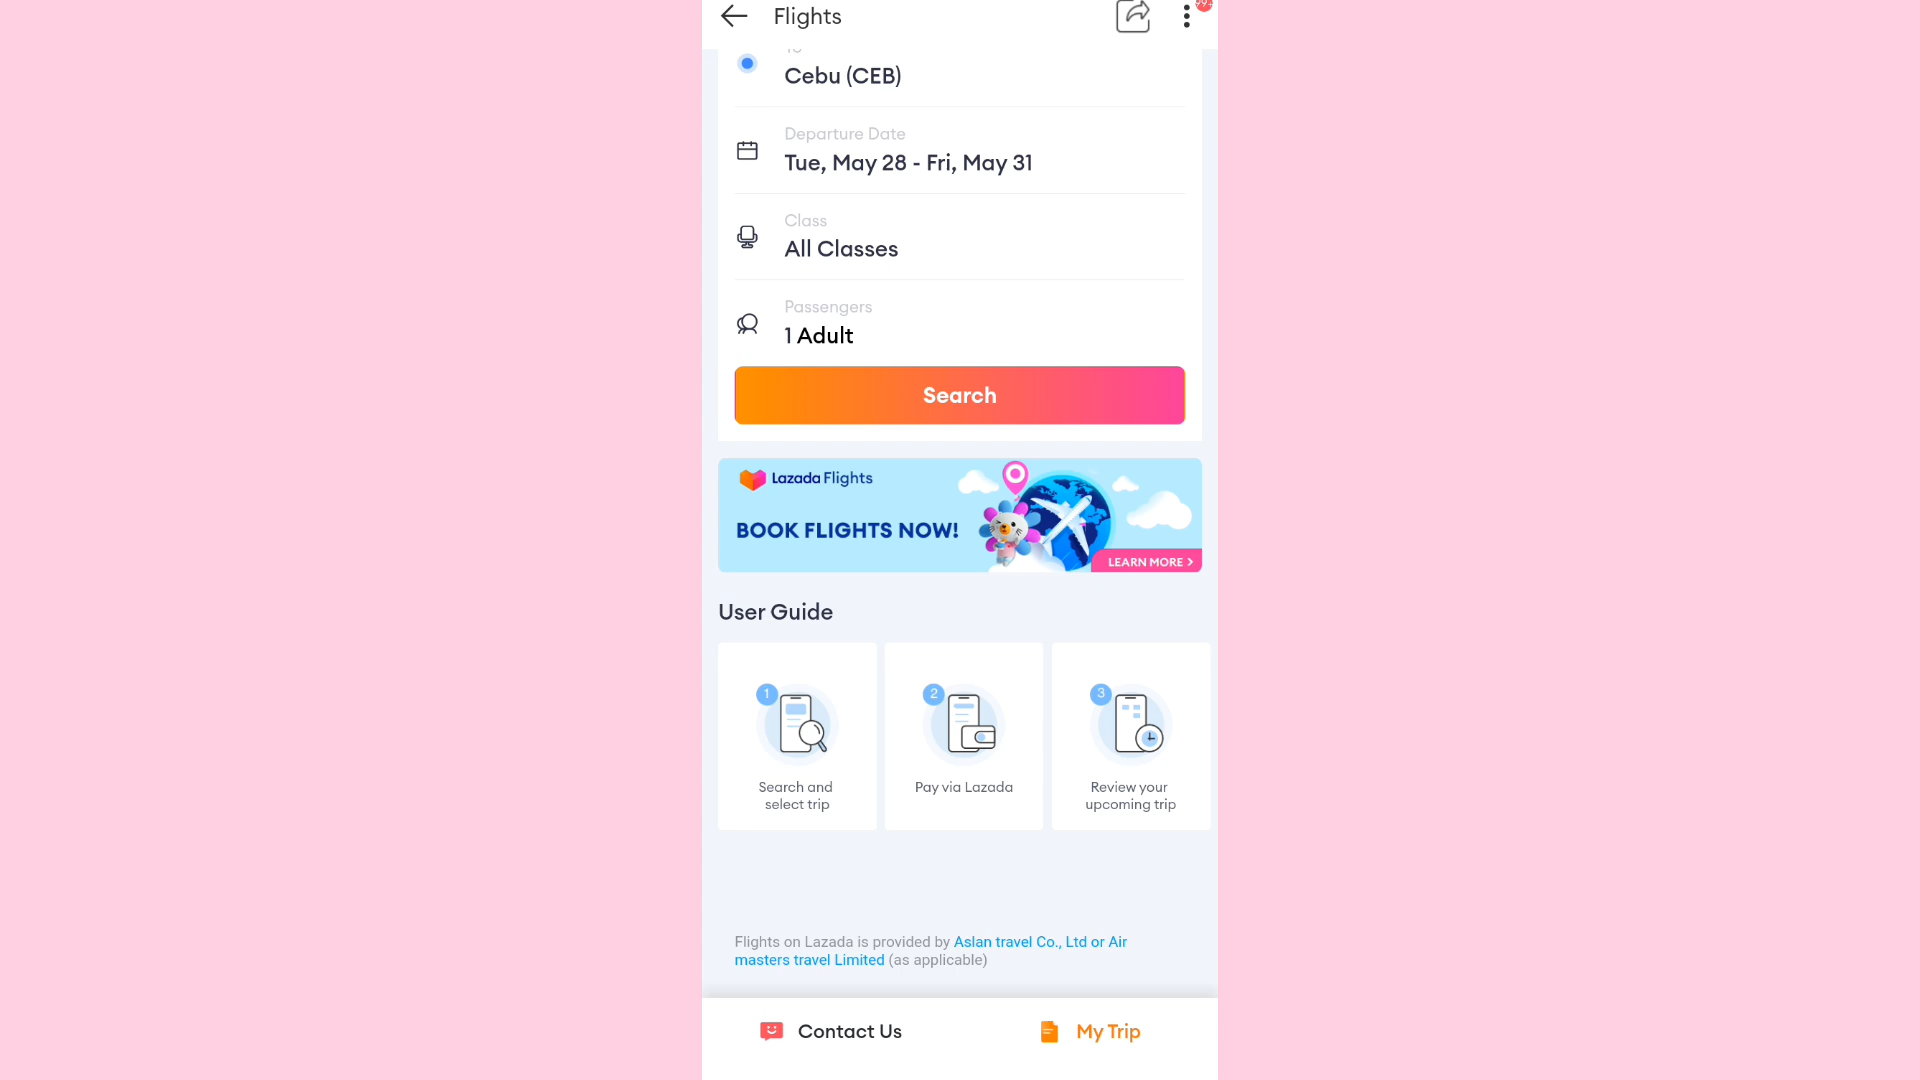 Flights
Cebu (CEB)
Departure Date
Tue, May 28 - Fri, May 31
Class
All Classes
Passengers
1 Adult
Search
Lazada Flights
BOOK FLIGHTS NOW!
LEARN MORE >
User Guide
1
2
3
Search and
select trip
Pay via Lazada
Review your
upcoming trip
Flights on Lazada is provided by Aslan travel Co., Ltd or Air
masters travel Limited (as applicable)
Contact Us
My Trip